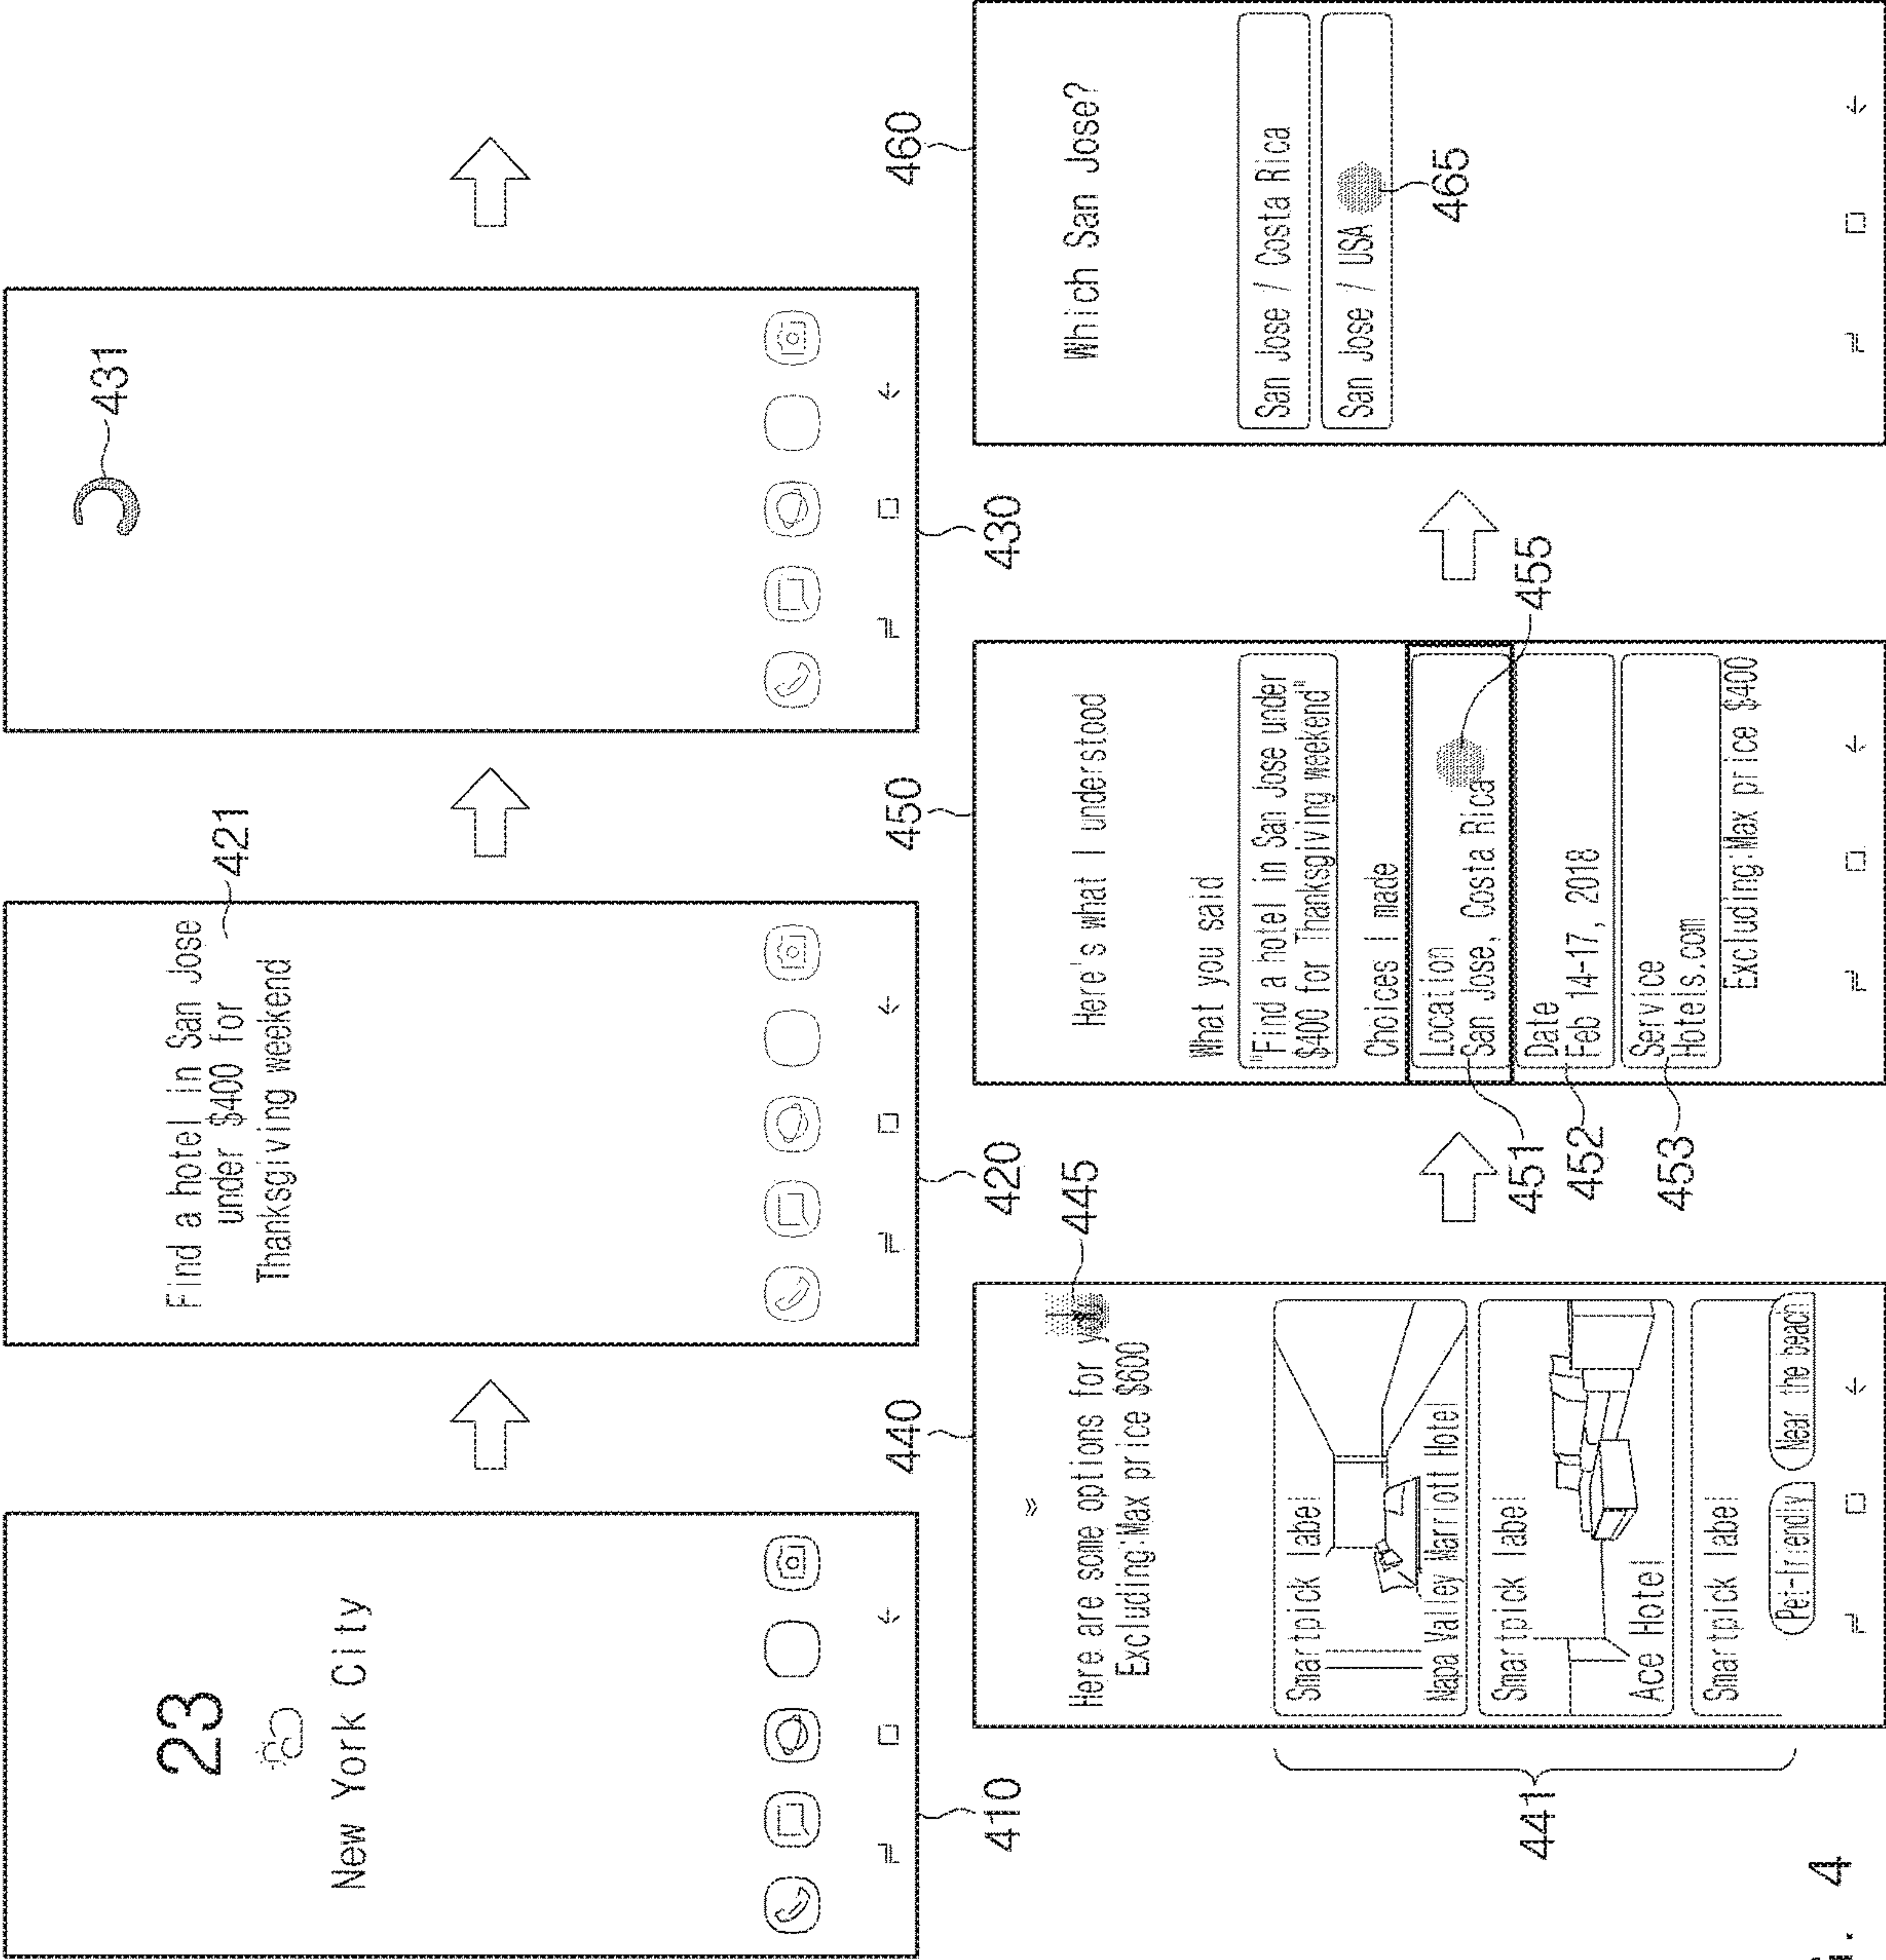 23
New York City
410
Find a hotel in San Jose
under $400 for
Thanksgiving weekend
421
420
431
430
440
Here are some options for
Excluding:Max price $600
445
Smartpick label
Napa Valley Marriott Hotel
Smartpick label
Ace Hotel
Smartpick label
Pet-friendly
Near the beach
441
450
Here's what I understood
What you said
"Find a hotel in San Jose under
$400 for Thanksgiving weekend"
Choices I made
Location
San Jose, Costa Rica
455
451
Date
Feb 14-17, 2018
452
Service
Hotels.com
453
Excluding:Max price $400
460
Which San Jose?
San Jose / Costa Rica
San Jose / USA
465
4